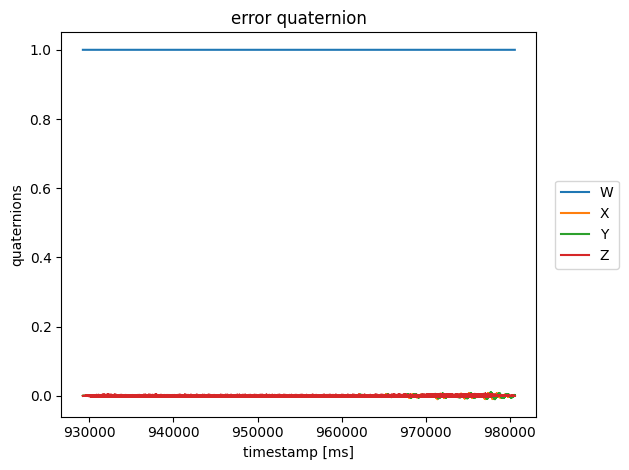 error quaternion
1.0
0.8
0.6
0.4
0.2
0.0
quaternions
930000 940000 950000 960000 970000 980000
timestamp [ms]
W
X
Y
Z